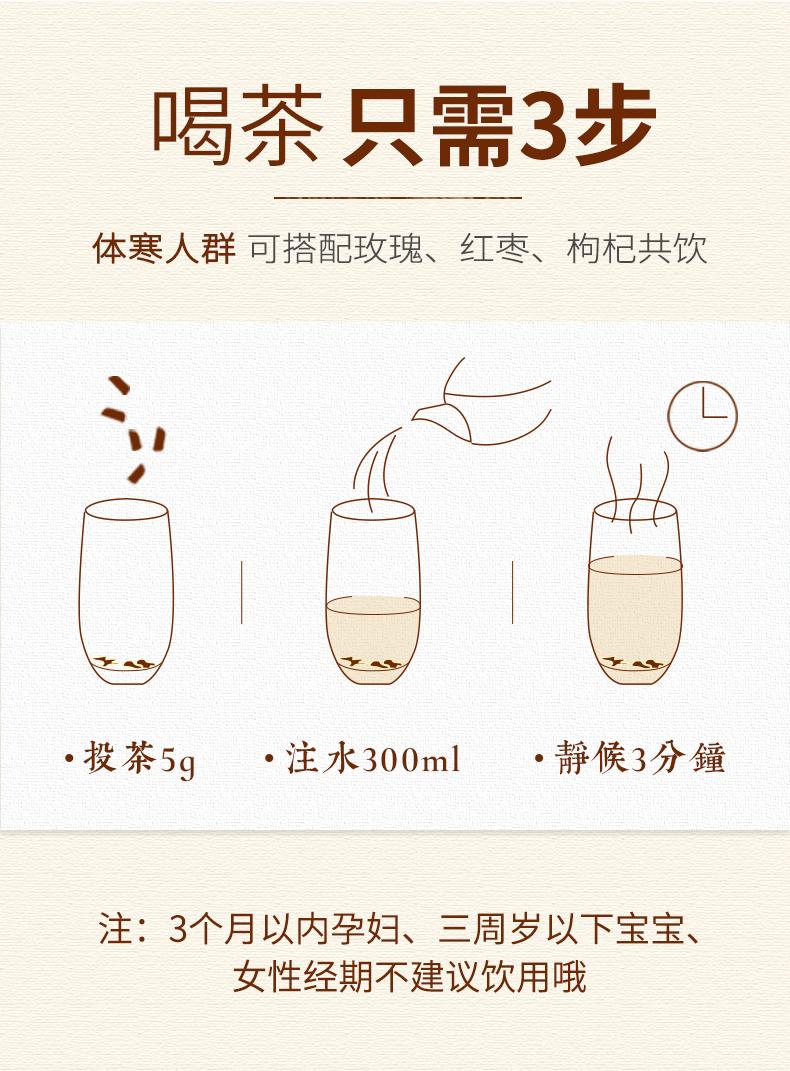 喝茶 只需3步
体寒人群 可搭配玫瑰、红枣、枸杞共饮
•投茶5g
•注水300ml
•靜候3分鐘
注：3个月以内孕妇、三周岁以下宝宝、
女性经期不建议饮用哦